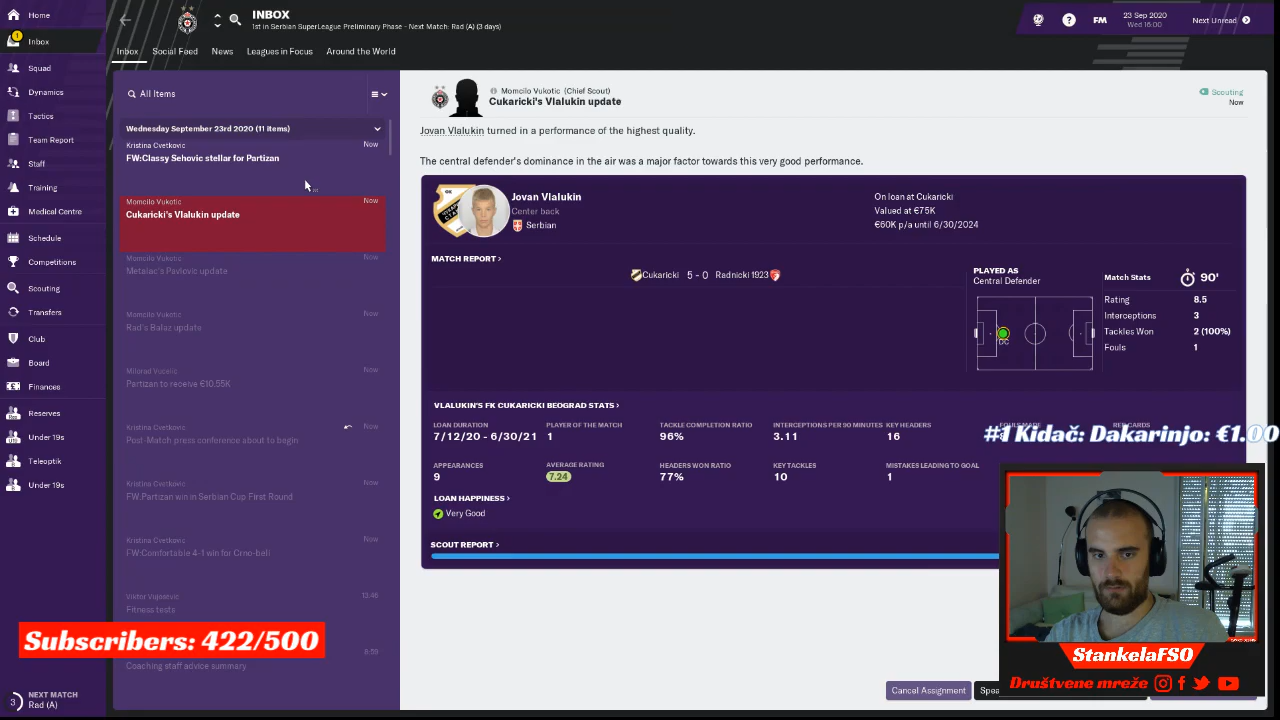 INBOX
1st in Serbian SuperLeague Preliminary Phase - Next Match: Rad (A) (3 days)
FM
23 Sep 2020
Wed 16:00
Next Unread
Inbox
Social Feed
News
Leagues in Focus
Around the World
Home
1
Inbox
Squad
Dynamics
Tactics
Team Report
Staff
Training
Medical Centre
Schedule
Competitions
Scouting
Transfers
Club
Board
Finances
Reserves
Under 19s
Teleoptik
Under 19s
NEXT MATCH
Rad (A)
All Items
Wednesday September 23rd 2020 (11 items)
Kristina Cvetkovic
Now
FW:Classy Sehovic stellar for Partizan
Momcilo Vukotic
Now
Cukaricki's Vlalukin update
Momcilo Vukotic
Now
Metalac's Pavlovic update
Momcilo Vukotic
Now
Rad's Balaz update
Milorad Vucelic
Now
Partizan to receive €10.55K
Kristina Cvetkovic
Now
Post-Match press conference about to begin
Kristina Cvetkovic
Now
FW:Partizan win in Serbian Cup First Round
Kristina Cvetkovic
Now
FW:Comfortable 4-1 win for Crno-beli
13:46
Fitness tests
8:59
Coaching staff advice summary
Subscribers: 422/500
Momcilo Vukotic (Chief Scout)
Cukaricki's Vlalukin update
Scouting
Now
Jovan Vlalukin turned in a performance of the highest quality.
The central defender's dominance in the air was a major factor towards this very good performance.
Jovan Vlalukin
Center back
Serbian
On loan at Cukaricki
Valued at €75K
€60K p/a until 6/30/2024
MATCH REPORT >
Cukaricki 5 - 0 Radnicki 1923
PLAYED AS
Central Defender
DC
Match Stats
90'
Rating 8.5
Interceptions 3
Tackles Won 2 (100%)
Fouls 1
VLALUKIN'S FK CUKARICKI BEOGRAD STATS >
LOAN DURATION
7/12/20 - 6/30/21
PLAYER OF THE MATCH
1
TACKLE COMPLETION RATIO
96%
INTERCEPTIONS PER 90 MINUTES
3.11
KEY HEADERS
16
APPEARANCES
9
AVERAGE RATING
7.24
HEADERS WON RATIO
77%
KEY TACKLES
10
MISTAKES LEADING TO GOAL
1
LOAN HAPPINESS >
Very Good
SCOUT REPORT >
#1 Kidać: Dakarinjo: €1.00
Cancel Assignment
StankelaFSO
Društvene mreže